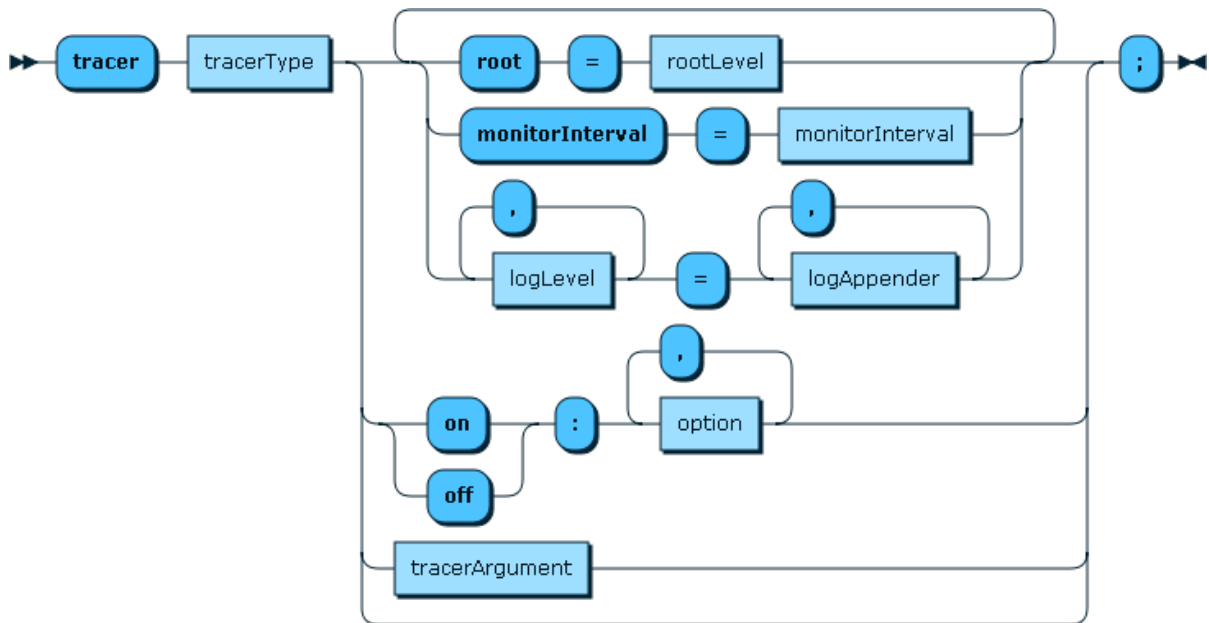 tracer tracerType root = rootLevel ;
monitorInterval = monitorInterval
, ,
logLevel = logAppender
,
on : option
off
tracerArgument